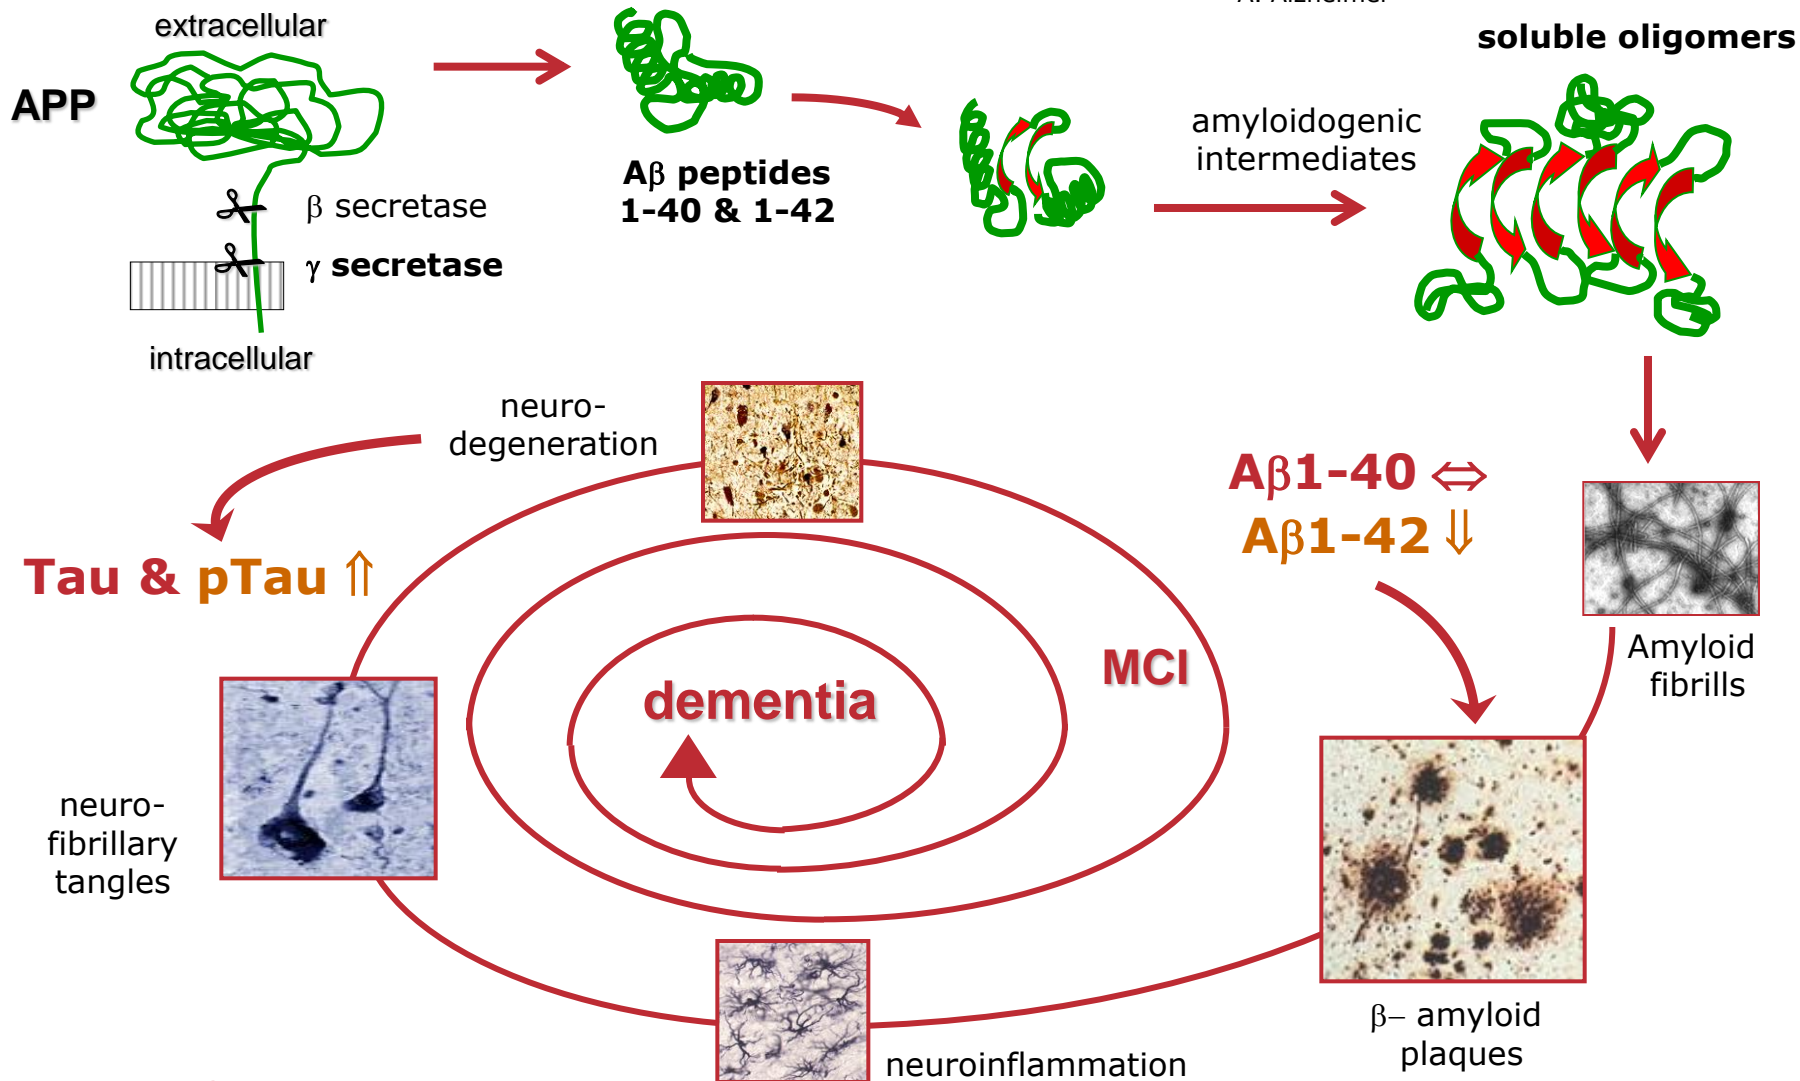 A. Alzheimer
extracellular
soluble oligomers
APP
amyloidogenic
intermediates
Aβ peptides
1-40 & 1-42
β secretase
γ secretase
intracellular
neuro-
degeneration
Aβ1-40 ⇔
Aβ1-42 ⇓
Tau & pTau ⇑
Amyloid
fibrills
MCI
dementia
neuro-
fibrillary
tangles
β– amyloid
plaques
neuroinflammation